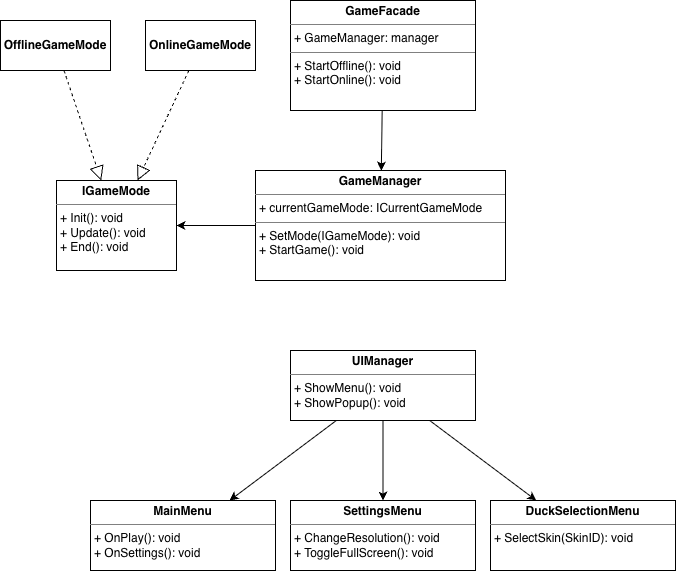 OfflineGameMode
OnlineGameMode
GameFacade
+ GameManager: manager
+ StartOffline(): void
+ StartOnline(): void
IGameMode
+ Init(): void
+ Update(): void
+ End(): void
GameManager
+ currentGameMode: ICurrentGameMode
+ SetMode(IGameMode): void
+ StartGame(): void
UIManager
+ ShowMenu(): void
+ ShowPopup(): void
MainMenu
+ OnPlay(): void
+ OnSettings(): void
SettingsMenu
+ ChangeResolution(): void
+ ToggleFullScreen(): void
DuckSelectionMenu
+ SelectSkin(SkinID): void